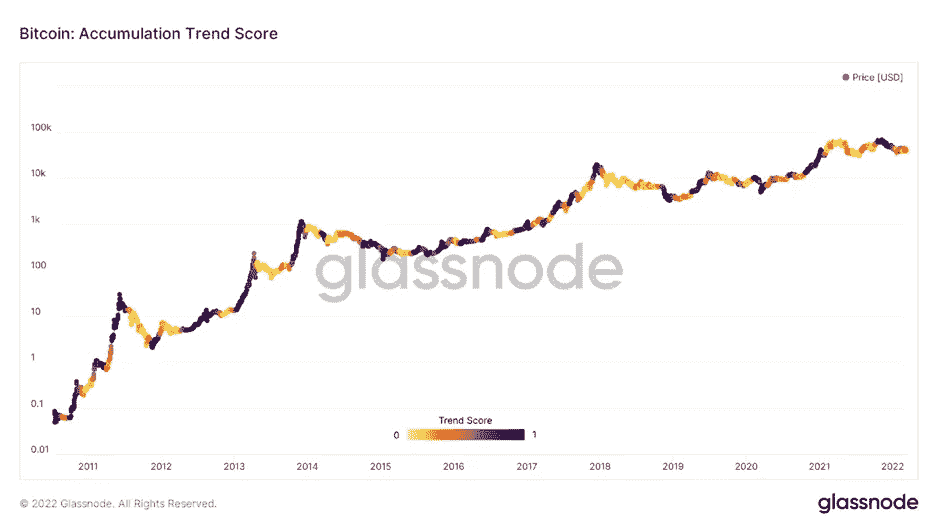 Bitcoin: Accumulation Trend Score
Price [USD]
100k
10k
1k
100
10
1
0.1
0.01
glassnode
Trend Score
0 1
2011 2012 2013 2014 2015 2016 2017 2018 2019 2020 2021 2022
© 2022 Glassnode. All Rights Reserved.
glassnode